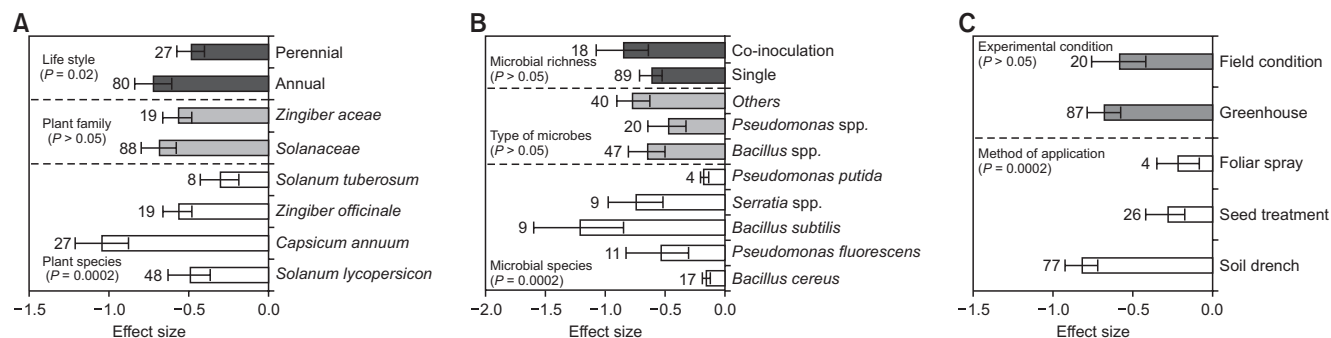 A
Life style
(P = 0.02)
27
Perennial
80
Annual
Plant family
(P > 0.05)
19
Zingiber aceae
88
Solanaceae
8
Solanum tuberosum
19
Zingiber officinale
27
Capsicum annuum
Plant species
(P = 0.0002)
48
Solanum lycopersicon
−1.5 −1.0 −0.5 0.0
Effect size
B
18
Co-inoculation
Microbial richness
(P > 0.05)
89
Single
40
Others
20
Pseudomonas spp.
Type of microbes
(P > 0.05)
47
Bacillus spp.
4
Pseudomonas putida
9
Serratia spp.
9
Bacillus subtilis
11
Pseudomonas fluorescens
Microbial species
(P = 0.0002)
17
Bacillus cereus
−2.0 −1.5 −1.0 −0.5 0.0
Effect size
C
Experimental condition
(P > 0.05)
20
Field condition
87
Greenhouse
Method of application
(P = 0.0002)
4
Foliar spray
26
Seed treatment
77
Soil drench
−1.5 −1.0 −0.5 0.0
Effect size